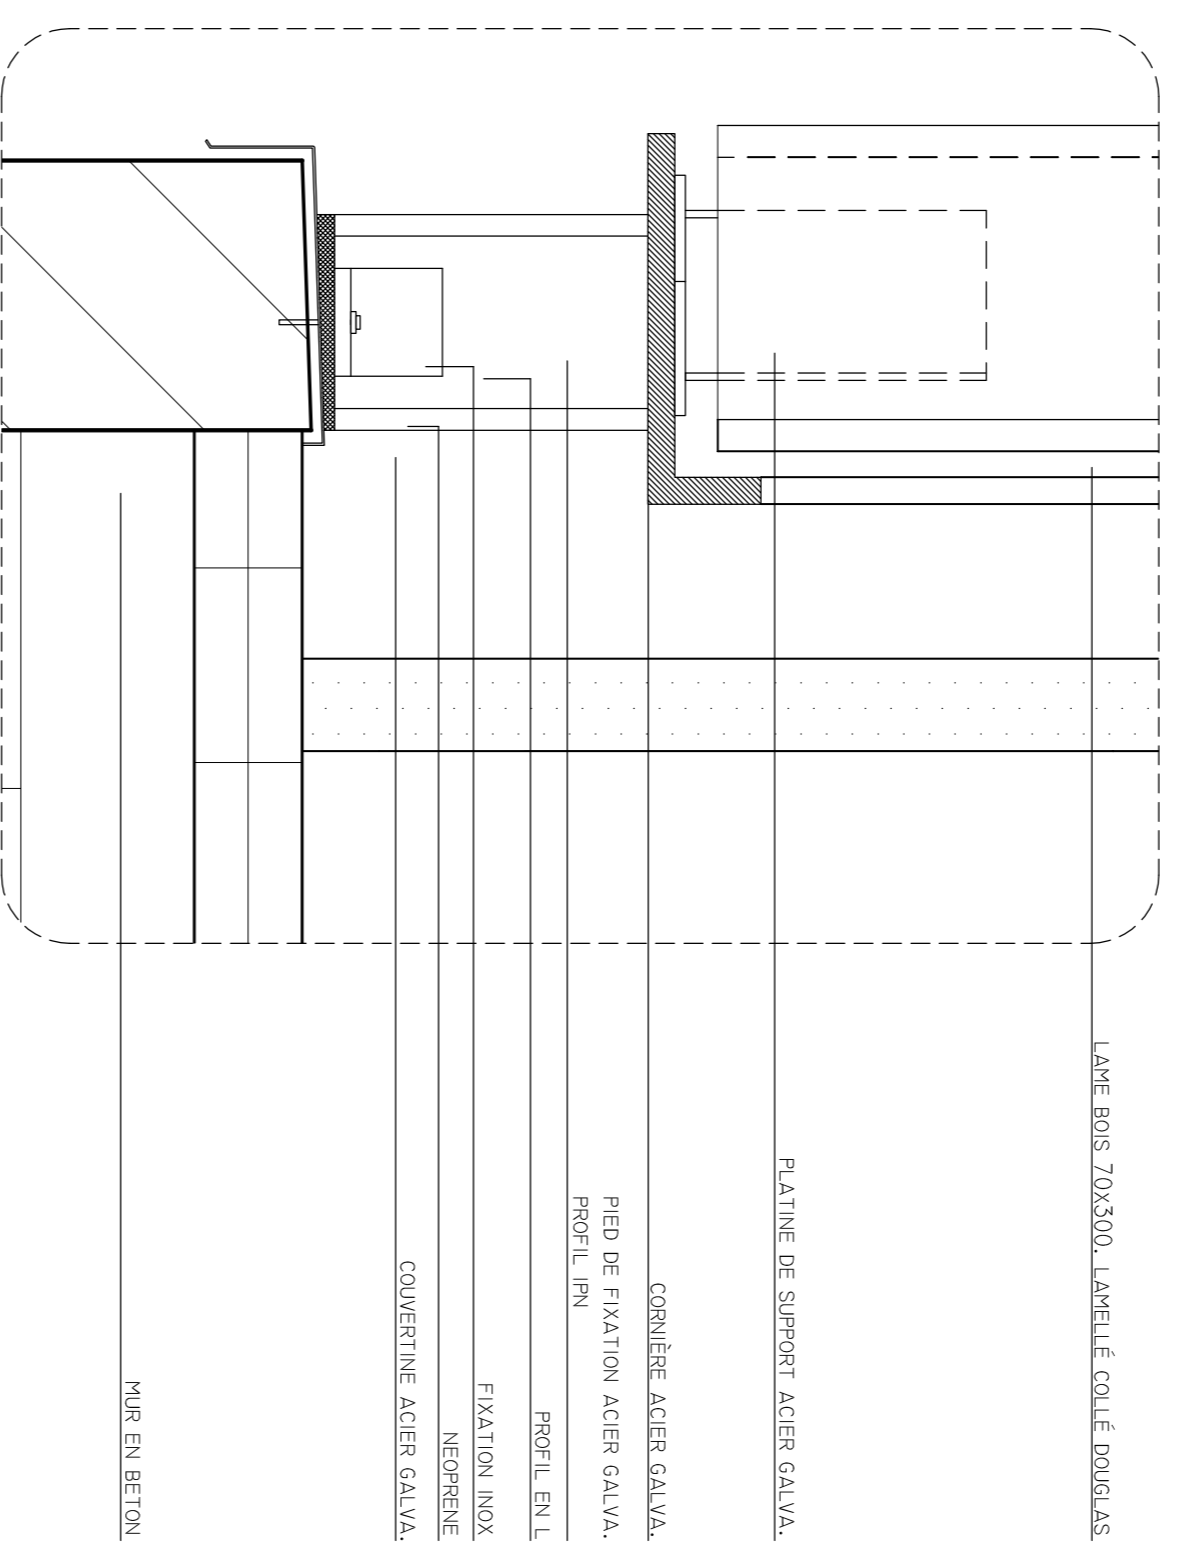 LAME BOIS 70X300. LAMELLÉ COLLÉ DOUGLAS
PLATINE DE SUPPORT ACIER GALVA.
CORNIÈRE ACIER GALVA.
PIED DE FIXATION ACIER GALVA.
PROFIL IPN
PROFIL EN L
FIXATION INOX
NEOPRENE
COUVERTINE ACIER GALVA.
MUR EN BETON